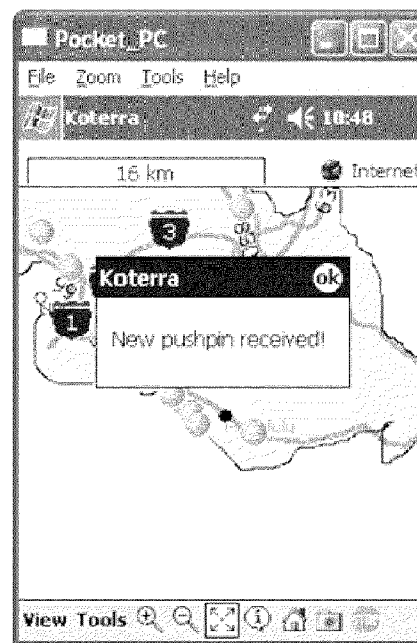 Pocket_PC
File Zoom Tools Help
Koterra 10:48
16 km Internet
3
1
Koterra ok
New pushpin received!
View Tools